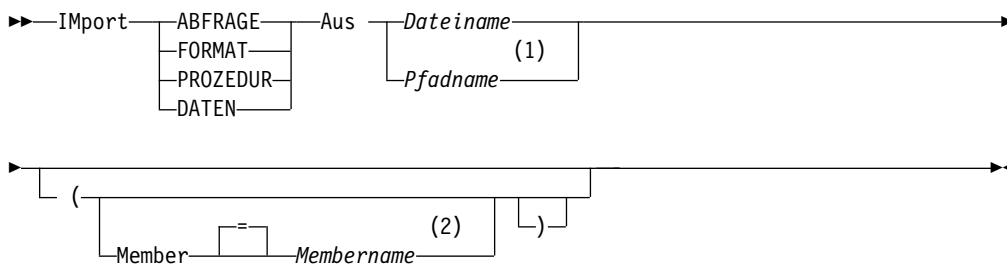 IMport ABFRAGE Aus Dateiname
FORMAT (1)
PROZEDUR Pfadname
DATEN
(
(2) )
Member = Membername